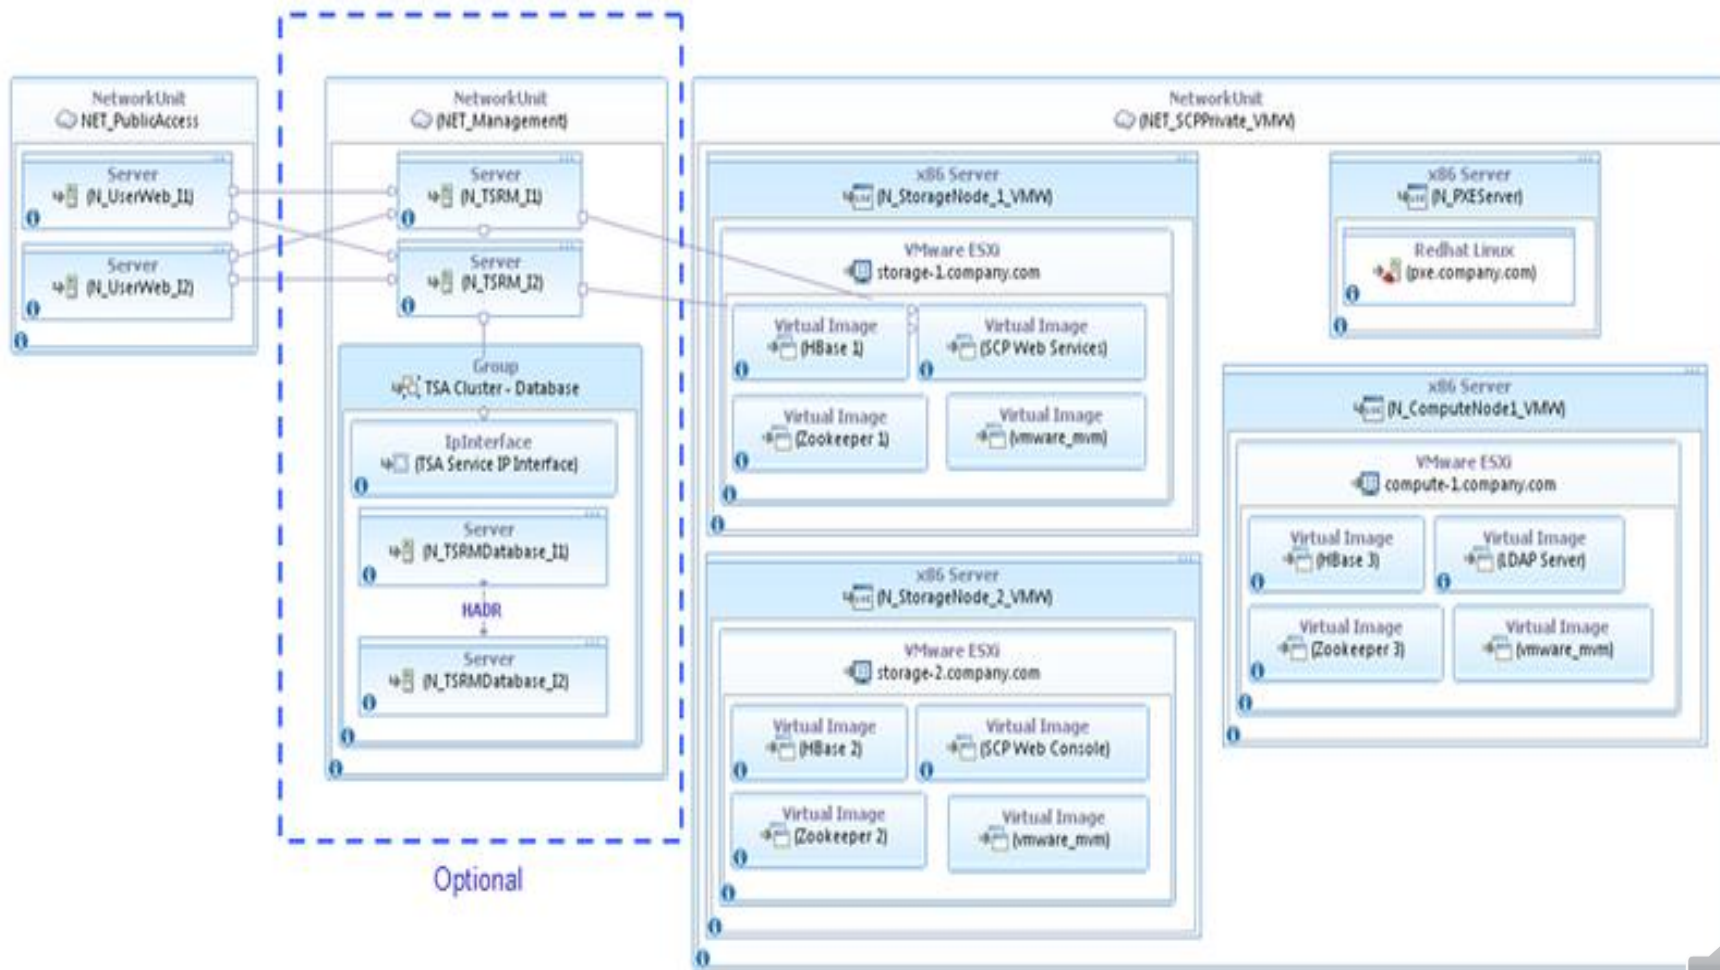 NetworkUnit
NET_PublicAccess
Server
(N_UserWeb_I1)
Server
(N_UserWeb_I2)
NetworkUnit
(NET_Management)
Server
(N_TSRM_I1)
Server
(N_TSRM_I2)
Group
TSA Cluster - Database
IpInterface
(TSA Service IP Interface)
Server
(N_TSRMDatabase_I1)
HADR
Server
(N_TSRMDatabase_I2)
Optional
NetworkUnit
(NET_SCPPrivate_VMW)
x86 Server
(N_StorageNode_1_VMW)
VMware ESXi
storage-1.company.com
Virtual Image
(HBase 1)
Virtual Image
(SCP Web Services)
Virtual Image
(Zookeeper 1)
Virtual Image
(vmware_mvm)
x86 Server
(N_StorageNode_2_VMW)
VMware ESXi
storage-2.company.com
Virtual Image
(HBase 2)
Virtual Image
(SCP Web Console)
Virtual Image
(Zookeeper 2)
Virtual Image
(vmware_mvm)
x86 Server
(N_PXEServer)
Redhat Linux
(pxe.company.com)
x86 Server
(N_ComputeNode1_VMW)
VMware ESXi
compute-1.company.com
Virtual Image
(HBase 3)
Virtual Image
(LDAP Server)
Virtual Image
(Zookeeper 3)
Virtual Image
(vmware_mvm)